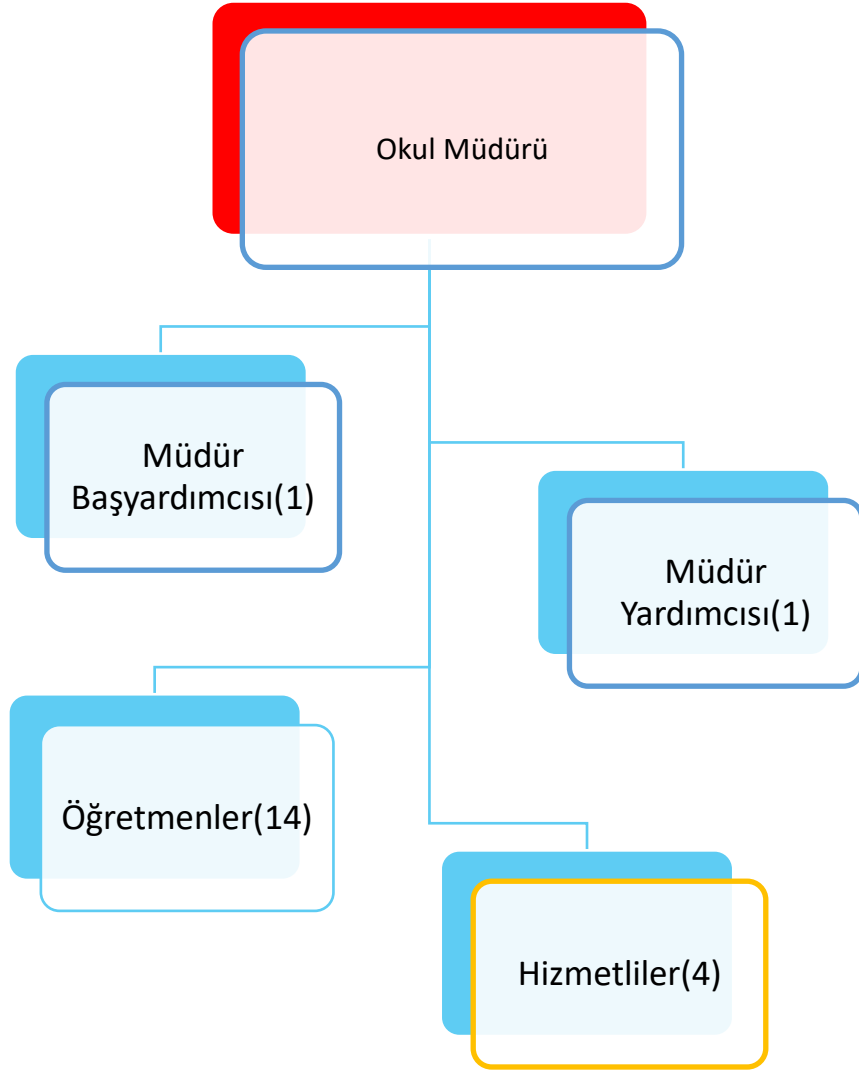 Okul Müdürü
Müdür
Başyardımcısı(1)
Müdür
Yardımcısı(1)
Öğretmenler(14)
Hizmetliler(4)